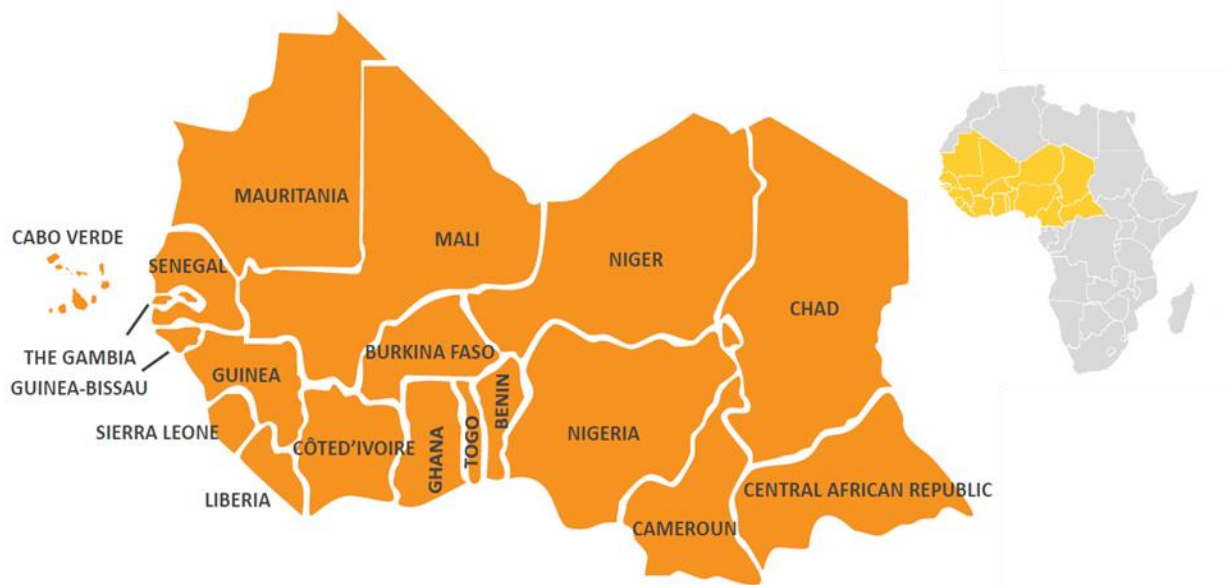 MAURITANIA
CABO VERDE
MALI
SENEGAL
NIGER
CHAD
THE GAMBIA
BURKINA FASO
GUINEA-BISSAU
GUINEA
BENIN
TOGO
GHANA
SIERRA LEONE
NIGERIA
CÔTED'IVOIRE
CENTRAL AFRICAN REPUBLIC
LIBERIA
CAMEROUN